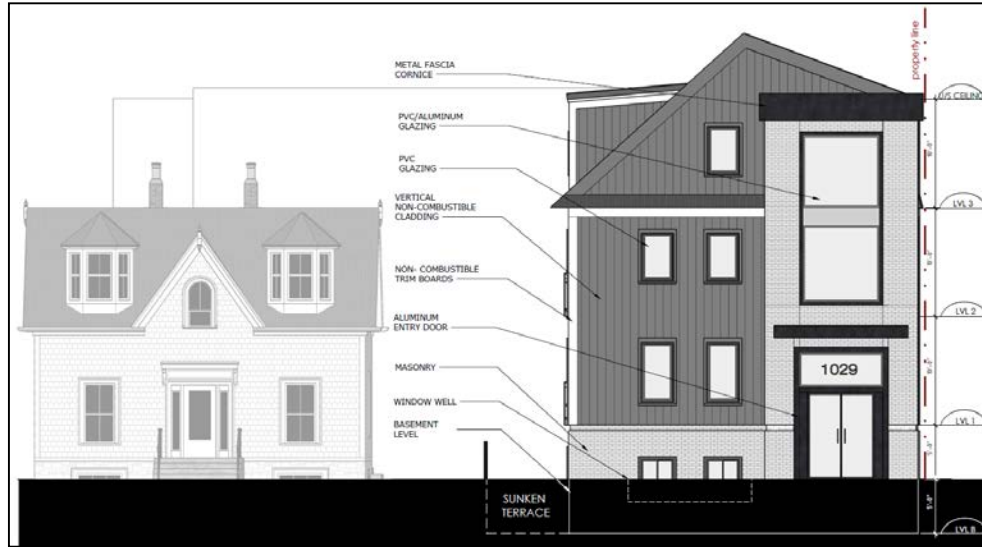 METAL FASCIA
CORNICE
PVC/ALUMINUM
GLAZING
PVC
GLAZING
VERTICAL
NON-COMBUSTIBLE
CLADDING
NON- COMBUSTIBLE
TRIM BOARDS
ALUMINUM
ENTRY DOOR
MASONRY
WINDOW WELL
BASEMENT
LEVEL
SUNKEN
TERRACE
1029
property line
U/S CEILING
LVL 3
LVL 2
LVL 1
LVL B